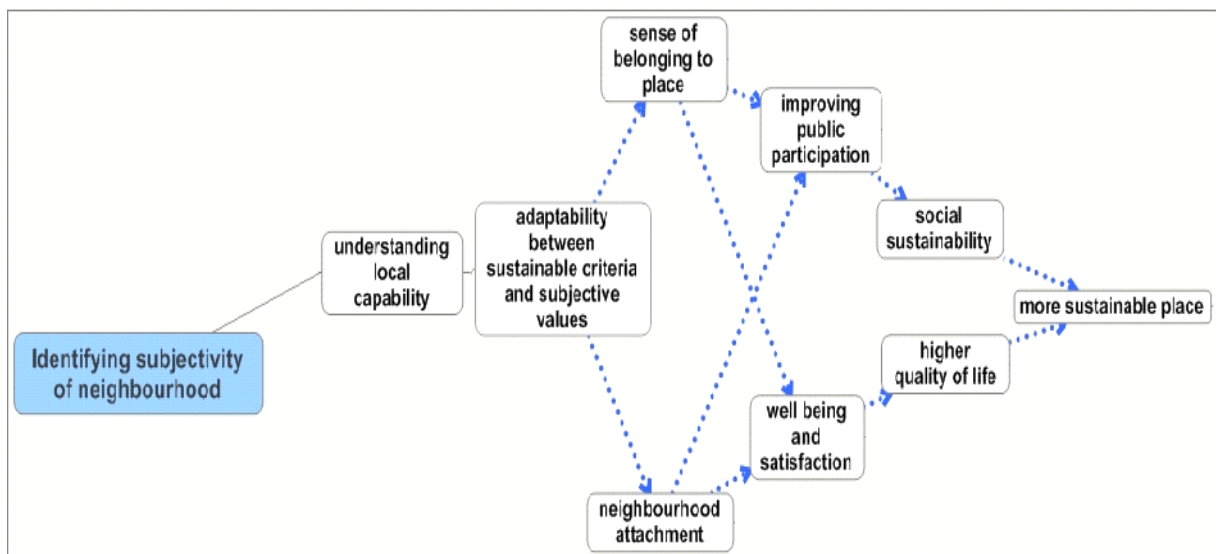 Identifying subjectivity
of neighbourhood
understanding
local
capability
adaptability
between
sustainable criteria
and subjective
values
sense of
belonging to
place
neighbourhood
attachment
improving
public
participation
well being
and
satisfaction
social
sustainability
higher
quality of life
more sustainable place